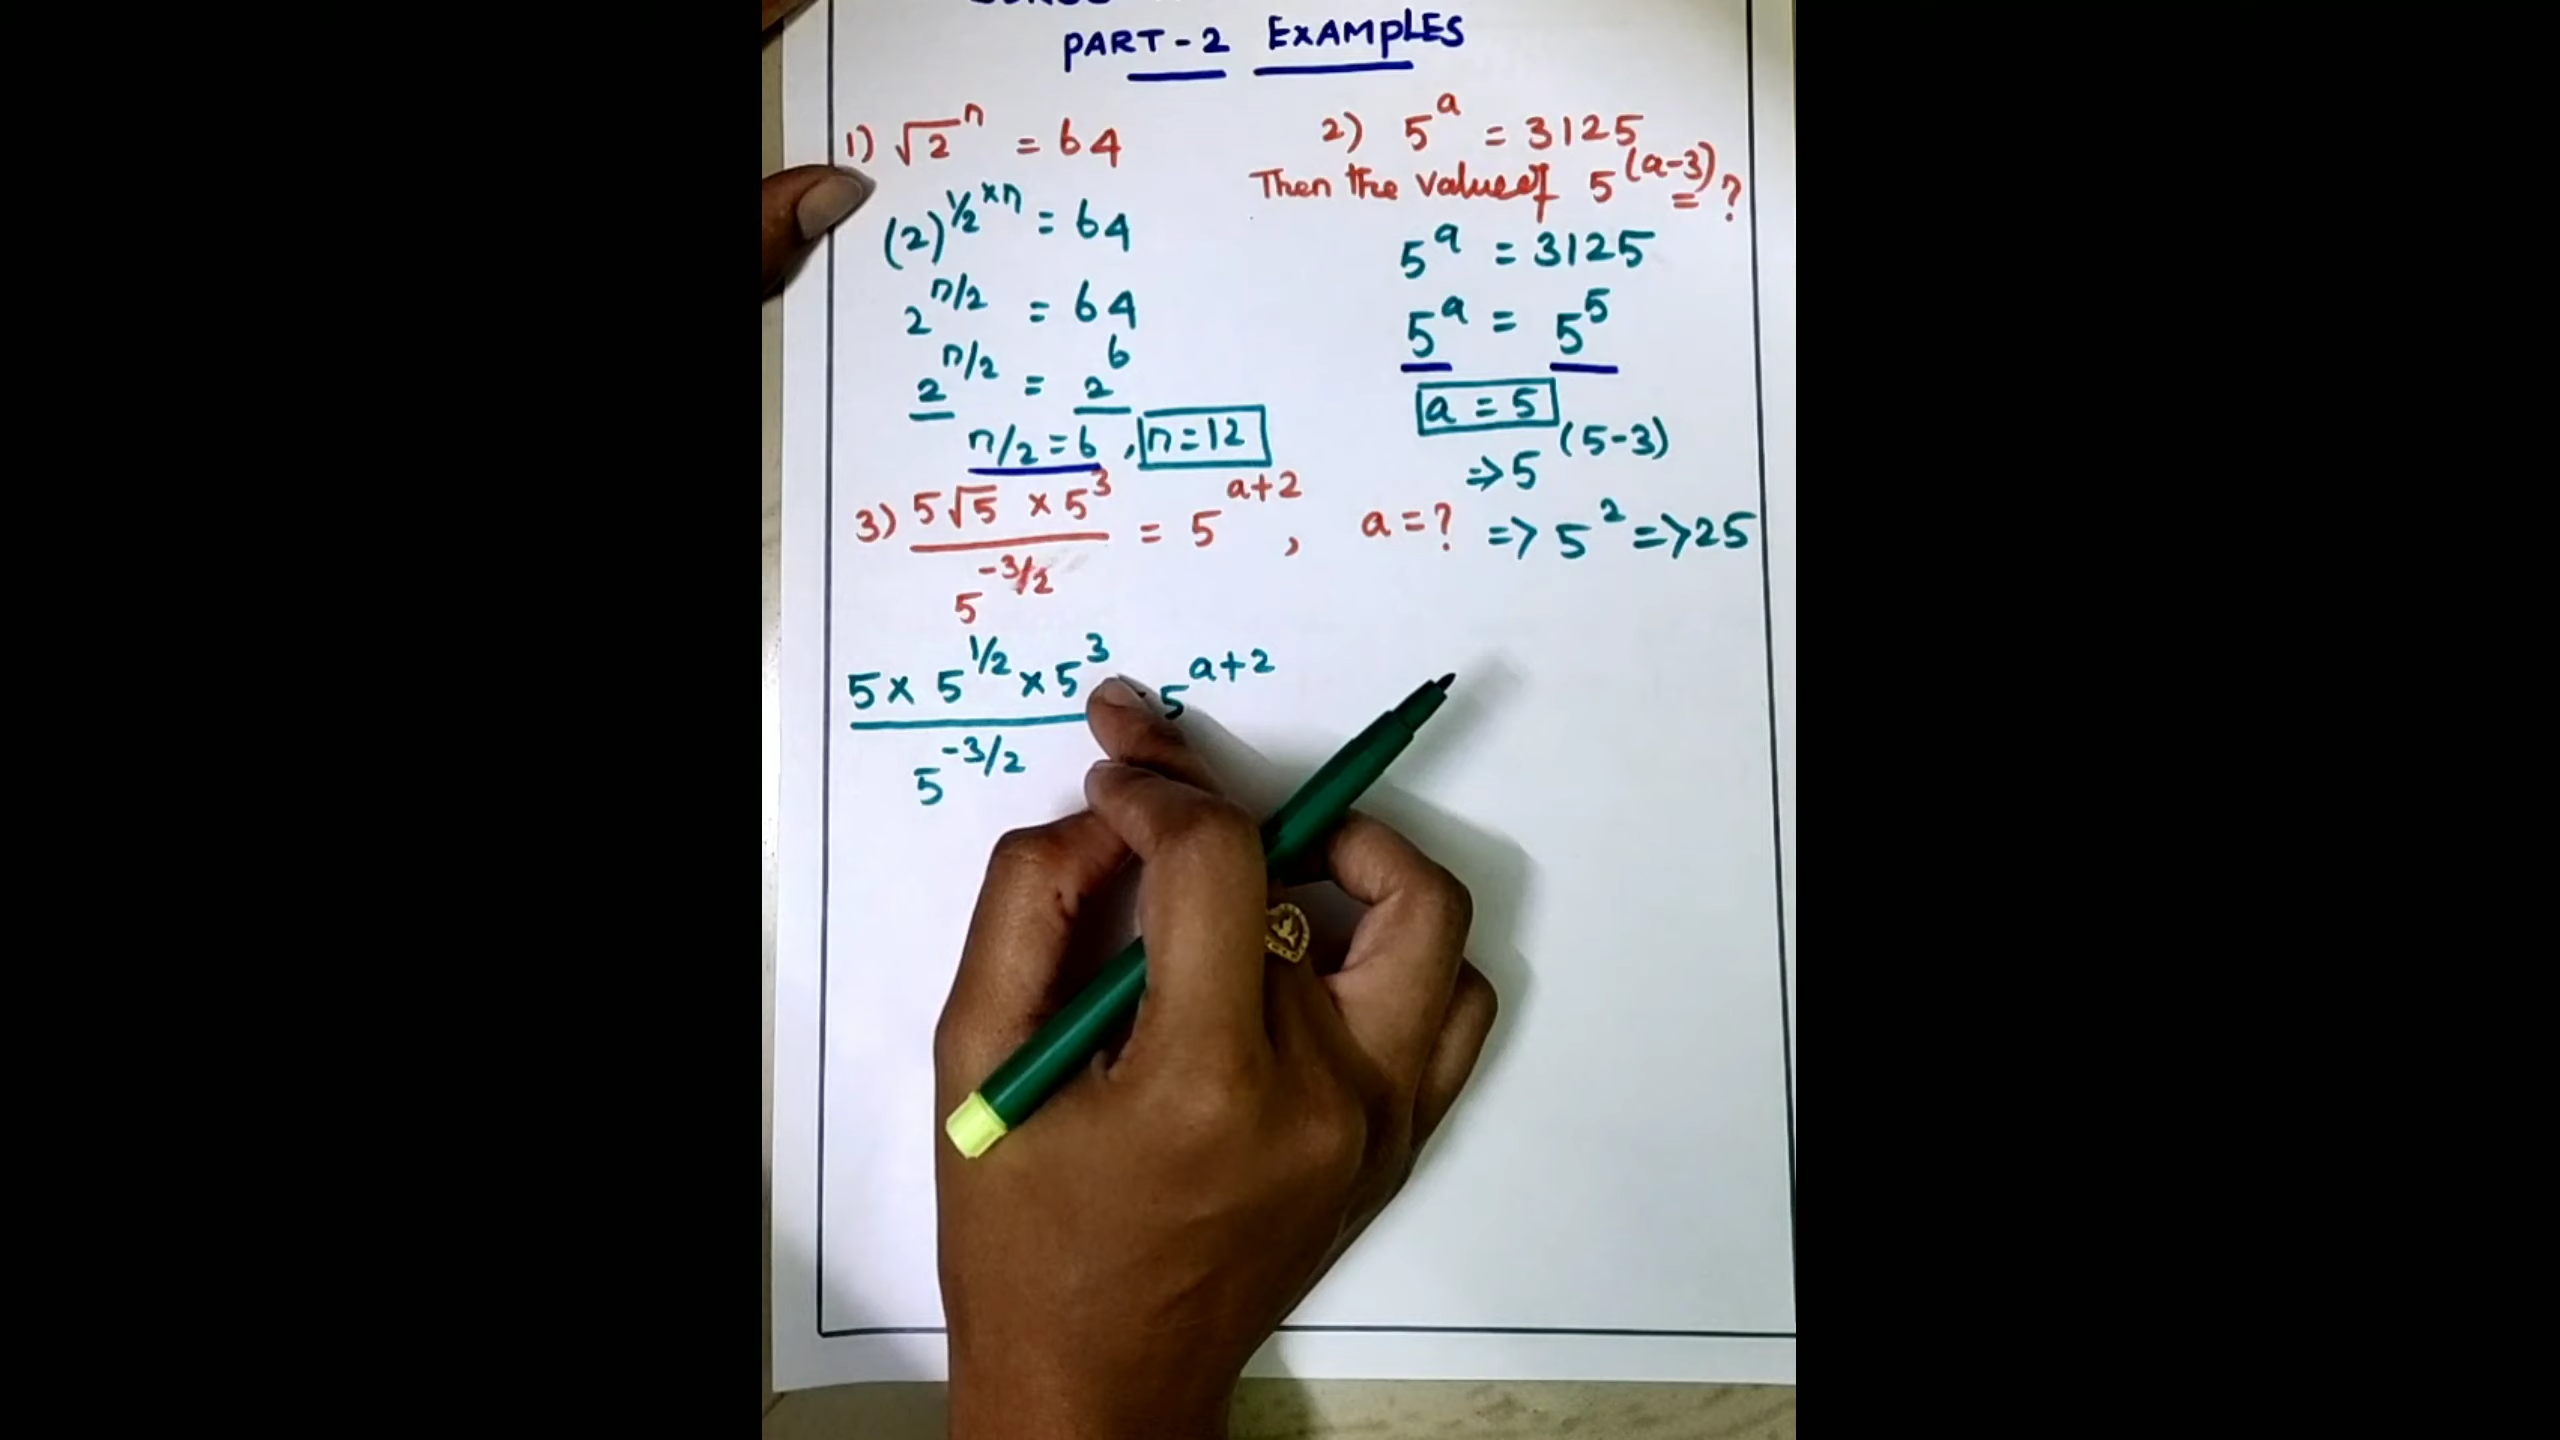 PART-2 EXAMPLES
1) √2^n = 64
(2)^1/2 ×n = 64
2^n/2 = 64
2^n/2 = 2^6
n/2 = 6, n=12
2) 5^a = 3125
Then the value of 5^(a-3) = ?
5^a = 3125
5^a = 5^5
a = 5
⇒ 5^(5-3)
⇒ 5^2 ⇒ 25
3) 5√5 × 5^3 = 5^a+2, a = ?
5^-3/2
5 × 5^1/2 × 5^3 5^a+2
5^-3/2